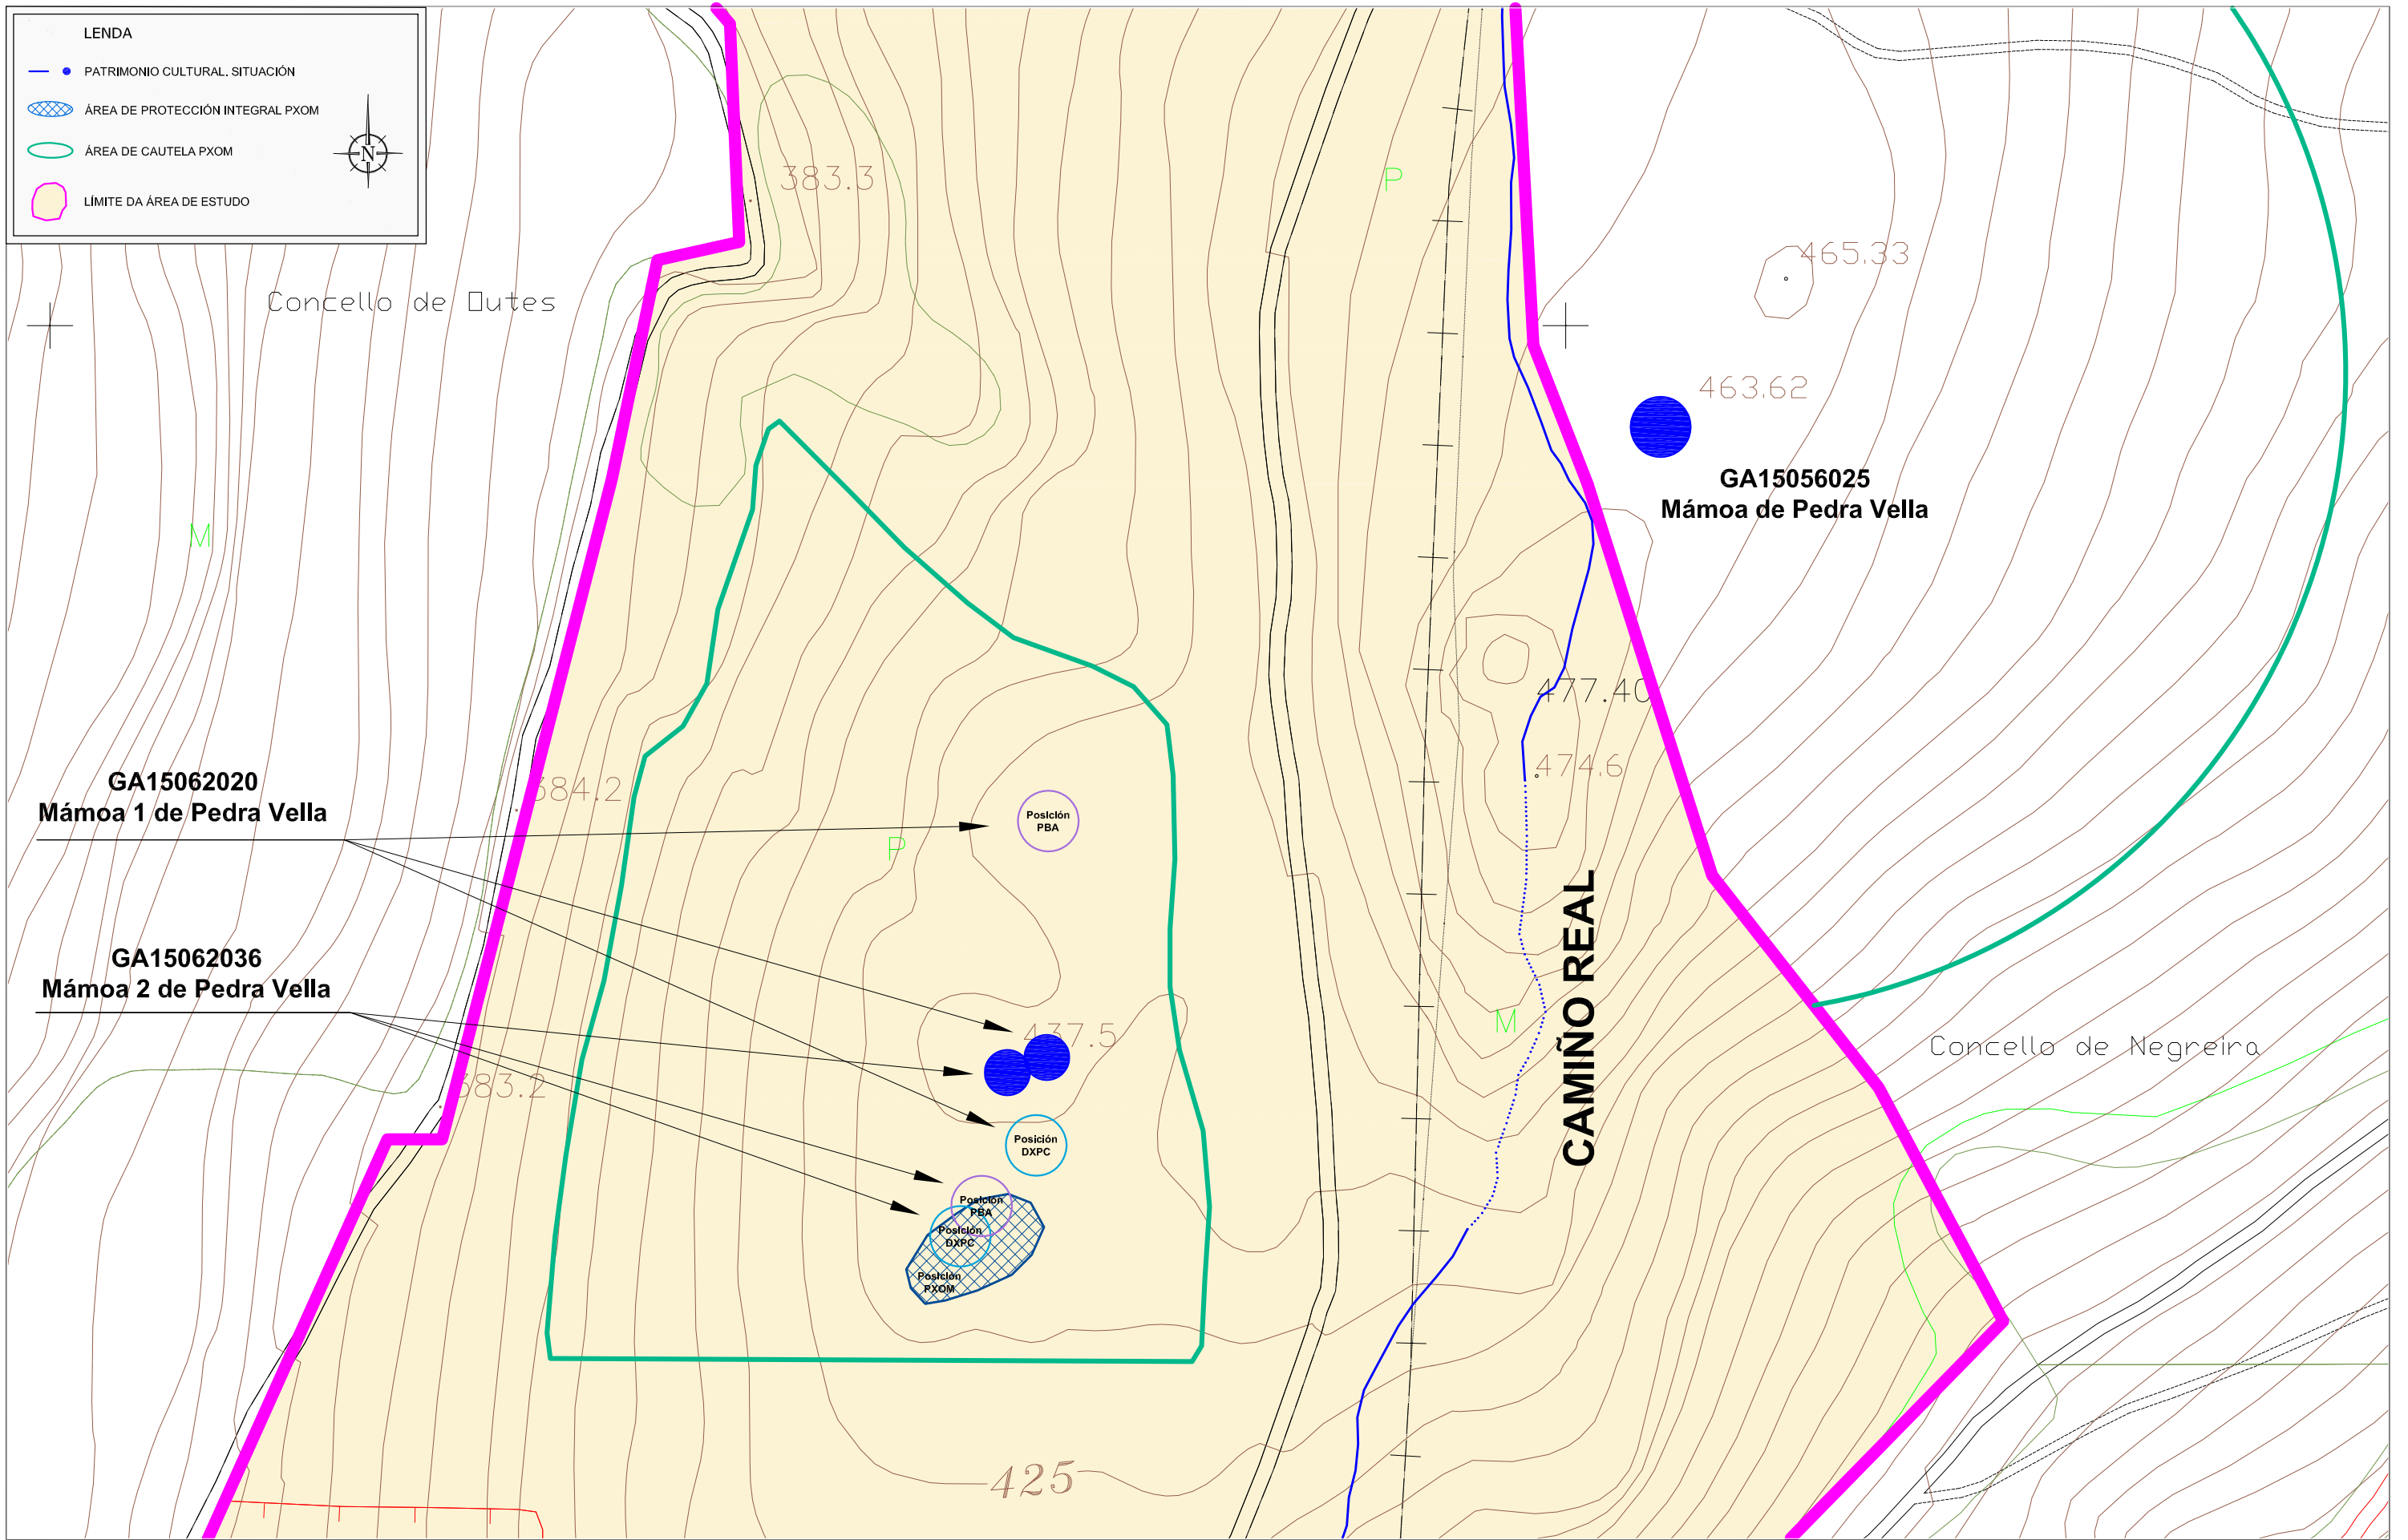 LENDA
PATRIMONIO CULTURAL. SITUACIÓN
ÁREA DE PROTECCIÓN INTEGRAL PXOM
ÁREA DE CAUTELA PXOM
N
LÍMITE DA ÁREA DE ESTUDO
383.3
P
465.33
Concello de Outes
463.62
GA15056025
Mámoa de Pedra Vella
M
477.40
474.6
GA15062020
Mámoa 1 de Pedra Vella
384.2
Posición
PBA
P
CAMIÑO REAL
GA15062036
Mámoa 2 de Pedra Vella
437.5
M
Concello de Negreira
383.2
Posición
DXPC
Posición
PBA
Posición
DXPC
Posición
PXOM
425